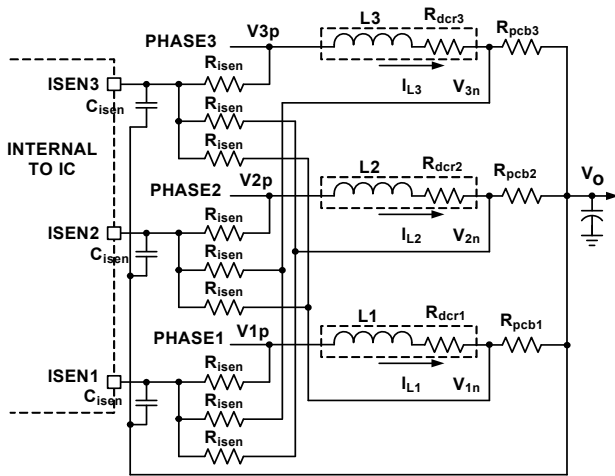 PHASE3 V3p L3 Rdcr3 Rpcb3
ISEN3 Risen IL3 V3n
Cisen Risen
Risen
INTERNAL
TO IC
PHASE2 V2p L2 Rdcr2 Rpcb2 Vo
ISEN2 Risen IL2 V2n
Cisen Risen
Risen
PHASE1 V1p L1 Rdcr1 Rpcb1
ISEN1 Risen IL1 V1n
Cisen Risen
Risen